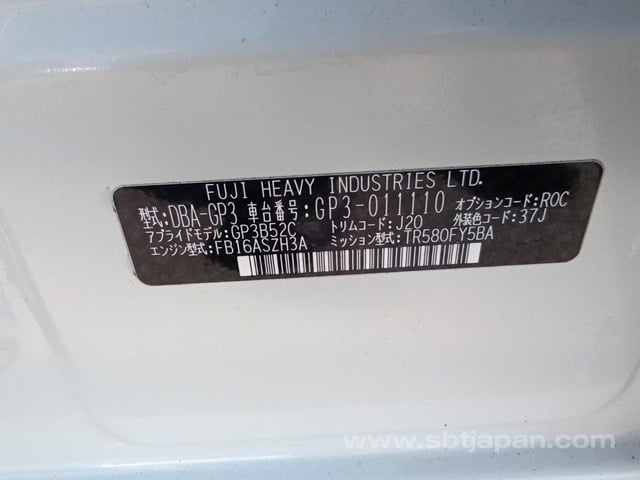 FUJI HEAVY INDUSTRIES LTD.
型式:DBA-GP3 車台番号:GP3-011110 オプションコード:ROC
アプライドモデル:GP3B52C トリムコード:J20 外装色コード:37J
エンジン型式:FB16ASZH3A ミッション型式:TR580FY5BA
www.sbtjapan.com